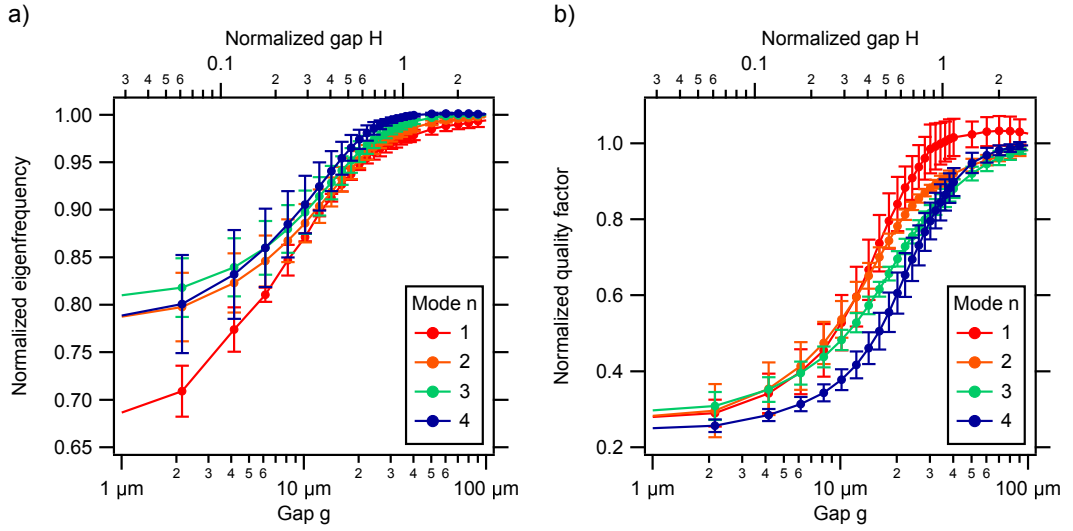 a)
Normalized gap H
0.1 1
3 4 5 6 2 3 4 5 6 2
Normalized eigenfrequency
1.00
0.95
0.90
0.85
0.80
0.75
0.70
0.65
Mode n
1
2
3
4
2 3 4 5 6 2 3 4 5 6
1 µm 10 µm 100 µm
Gap g
b)
Normalized gap H
0.1 1
3 4 5 6 2 3 4 5 6 2
Normalized quality factor
1.0
0.8
0.6
0.4
0.2
Mode n
1
2
3
4
2 3 4 5 6 2 3 4 5 6
1 µm 10 µm 100 µm
Gap g